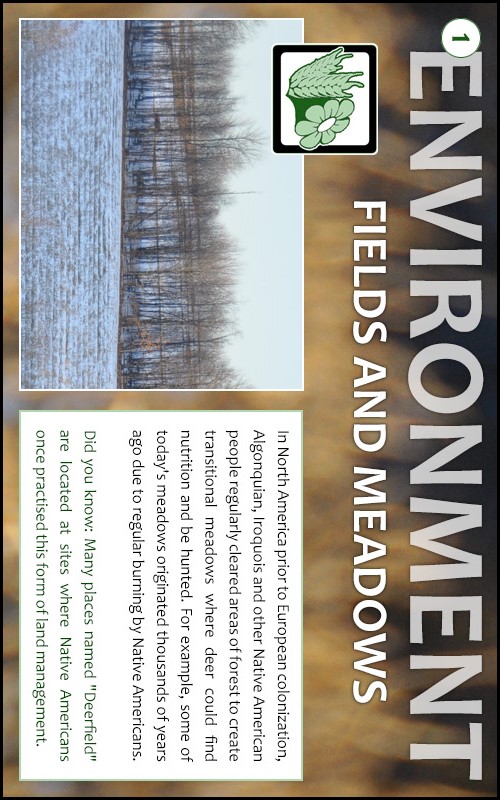 1
ENVIRONMENT
FIELDS AND MEADOWS
In North America prior to European colonization,
Algonquian, Iroquois and other Native American
people regularly cleared areas of forest to create
transitional meadows where deer could find
nutrition and be hunted. For example, some of
today's meadows originated thousands of years
ago due to regular burning by Native Americans.
Did you know: Many places named "Deerfield"
are located at sites where Native Americans
once practised this form of land management.